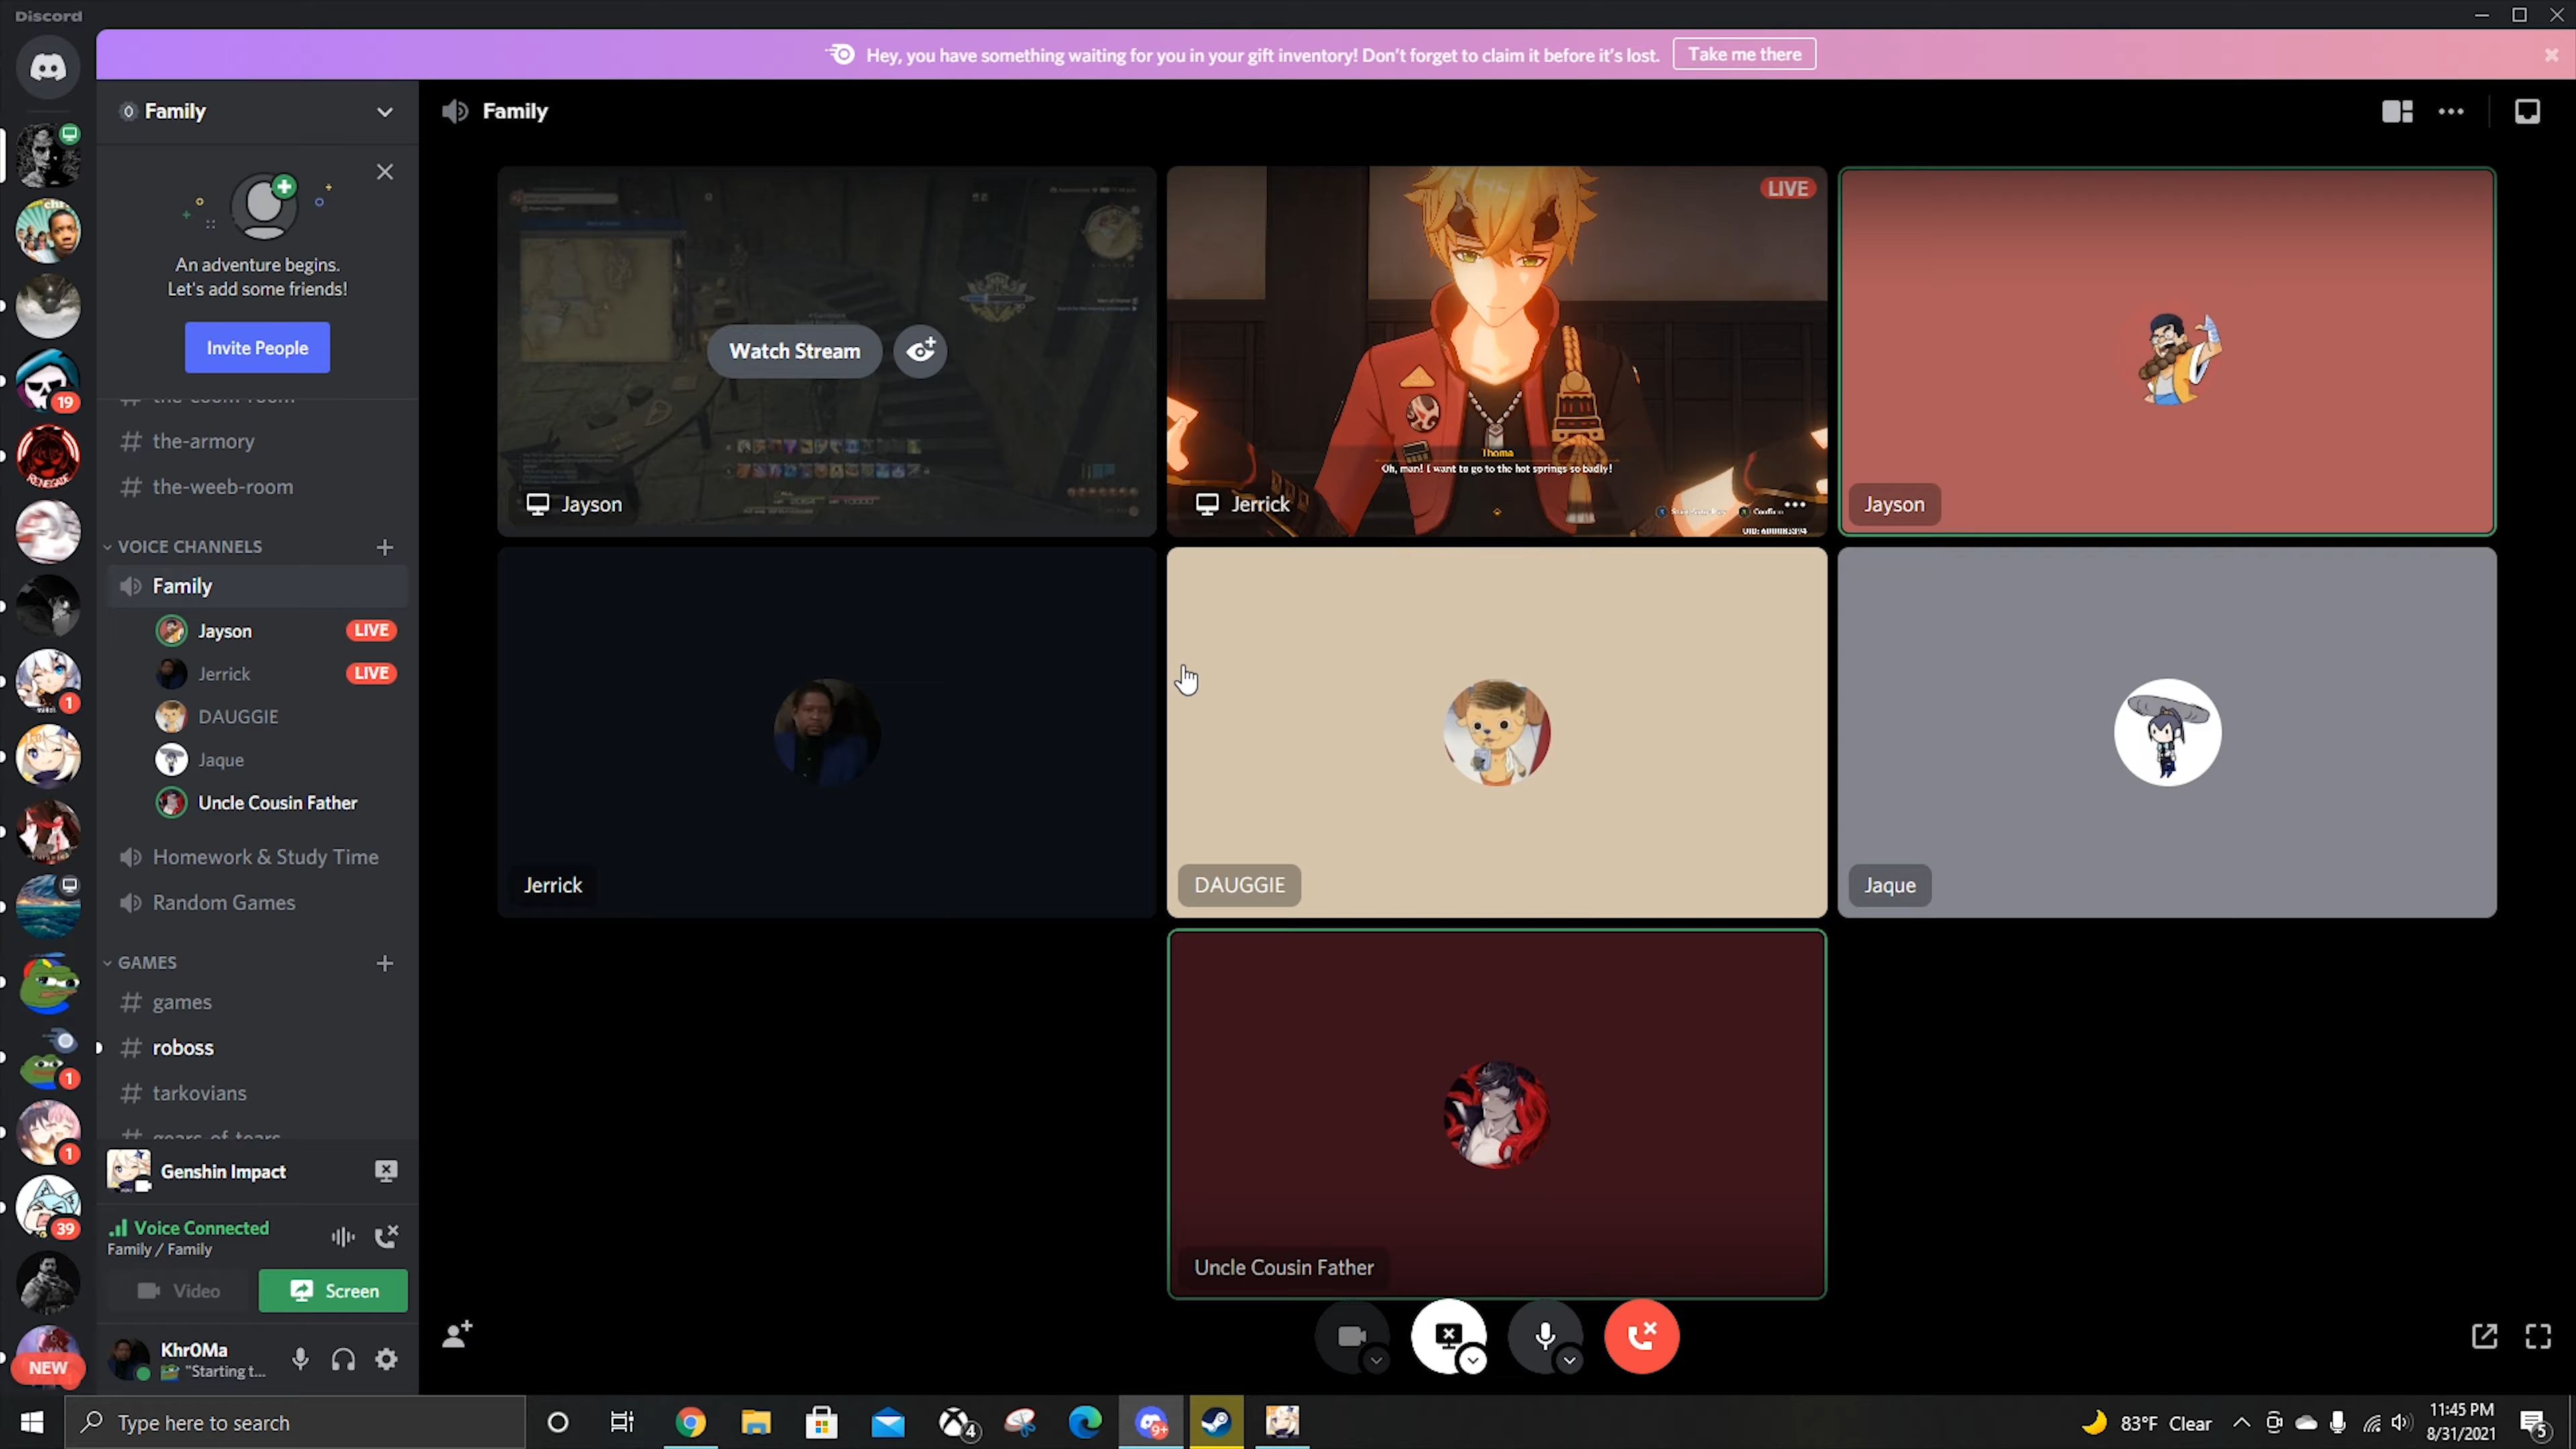 Discord
Hey, you have something waiting for you in your gift inventory! Don't forget to claim it before it's lost.
Take me there
Family
An adventure begins.
Let's add some friends!
Invite People
the-armory
the-weeb-room
VOICE CHANNELS
Family
Jayson
LIVE
Jerrick
LIVE
DAUGGIE
Jaque
Uncle Cousin Father
Homework & Study Time
Random Games
GAMES
games
roboss
tarkovians
gears-of-tears
Genshin Impact
Voice Connected
Family / Family
Video
Screen
KhrOMa
"Starting t...
19
RENEGADE
1
1
1
39
NEW
Family
Watch Stream
Jayson
LIVE
Thoma
Oh, man! I want to go to the hot springs so badly!
Confirm
Jerrick
Jayson
Jerrick
DAUGGIE
Jaque
Uncle Cousin Father
Type here to search
4
9+
83°F Clear
11:45 PM
8/31/2021
5